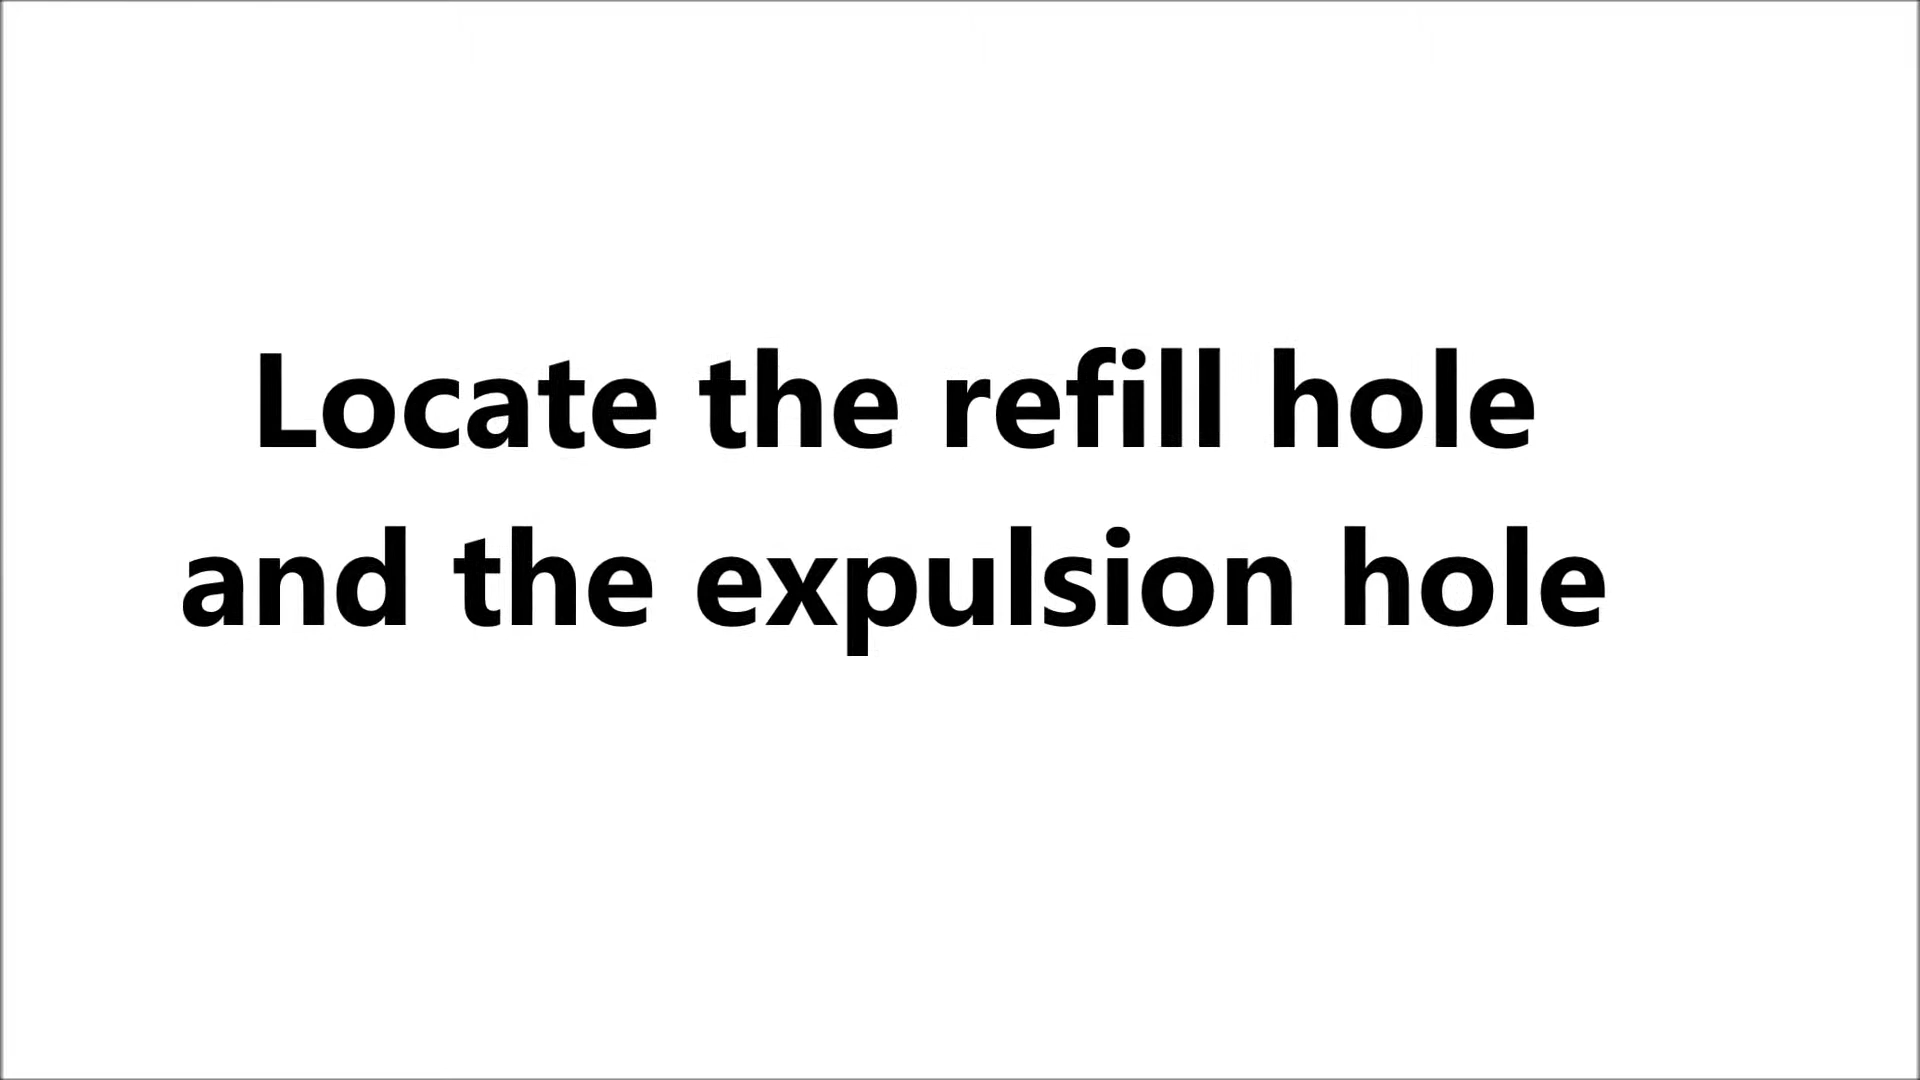 Locate the refill hole
and the expulsion hole